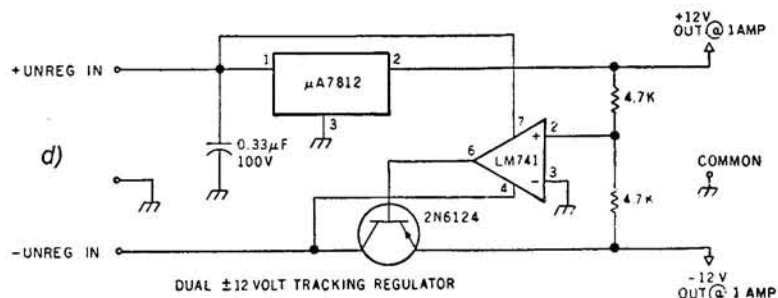 +12V
OUT @ 1 AMP
+UNREG IN
1
μA7812
2
3
4.7K
d)
0.33μF
100V
7
2
+
6
LM741
-
3
4
COMMON
4.7K
2N6124
-UNREG IN
DUAL ±12 VOLT TRACKING REGULATOR
-12V
OUT @ 1 AMP